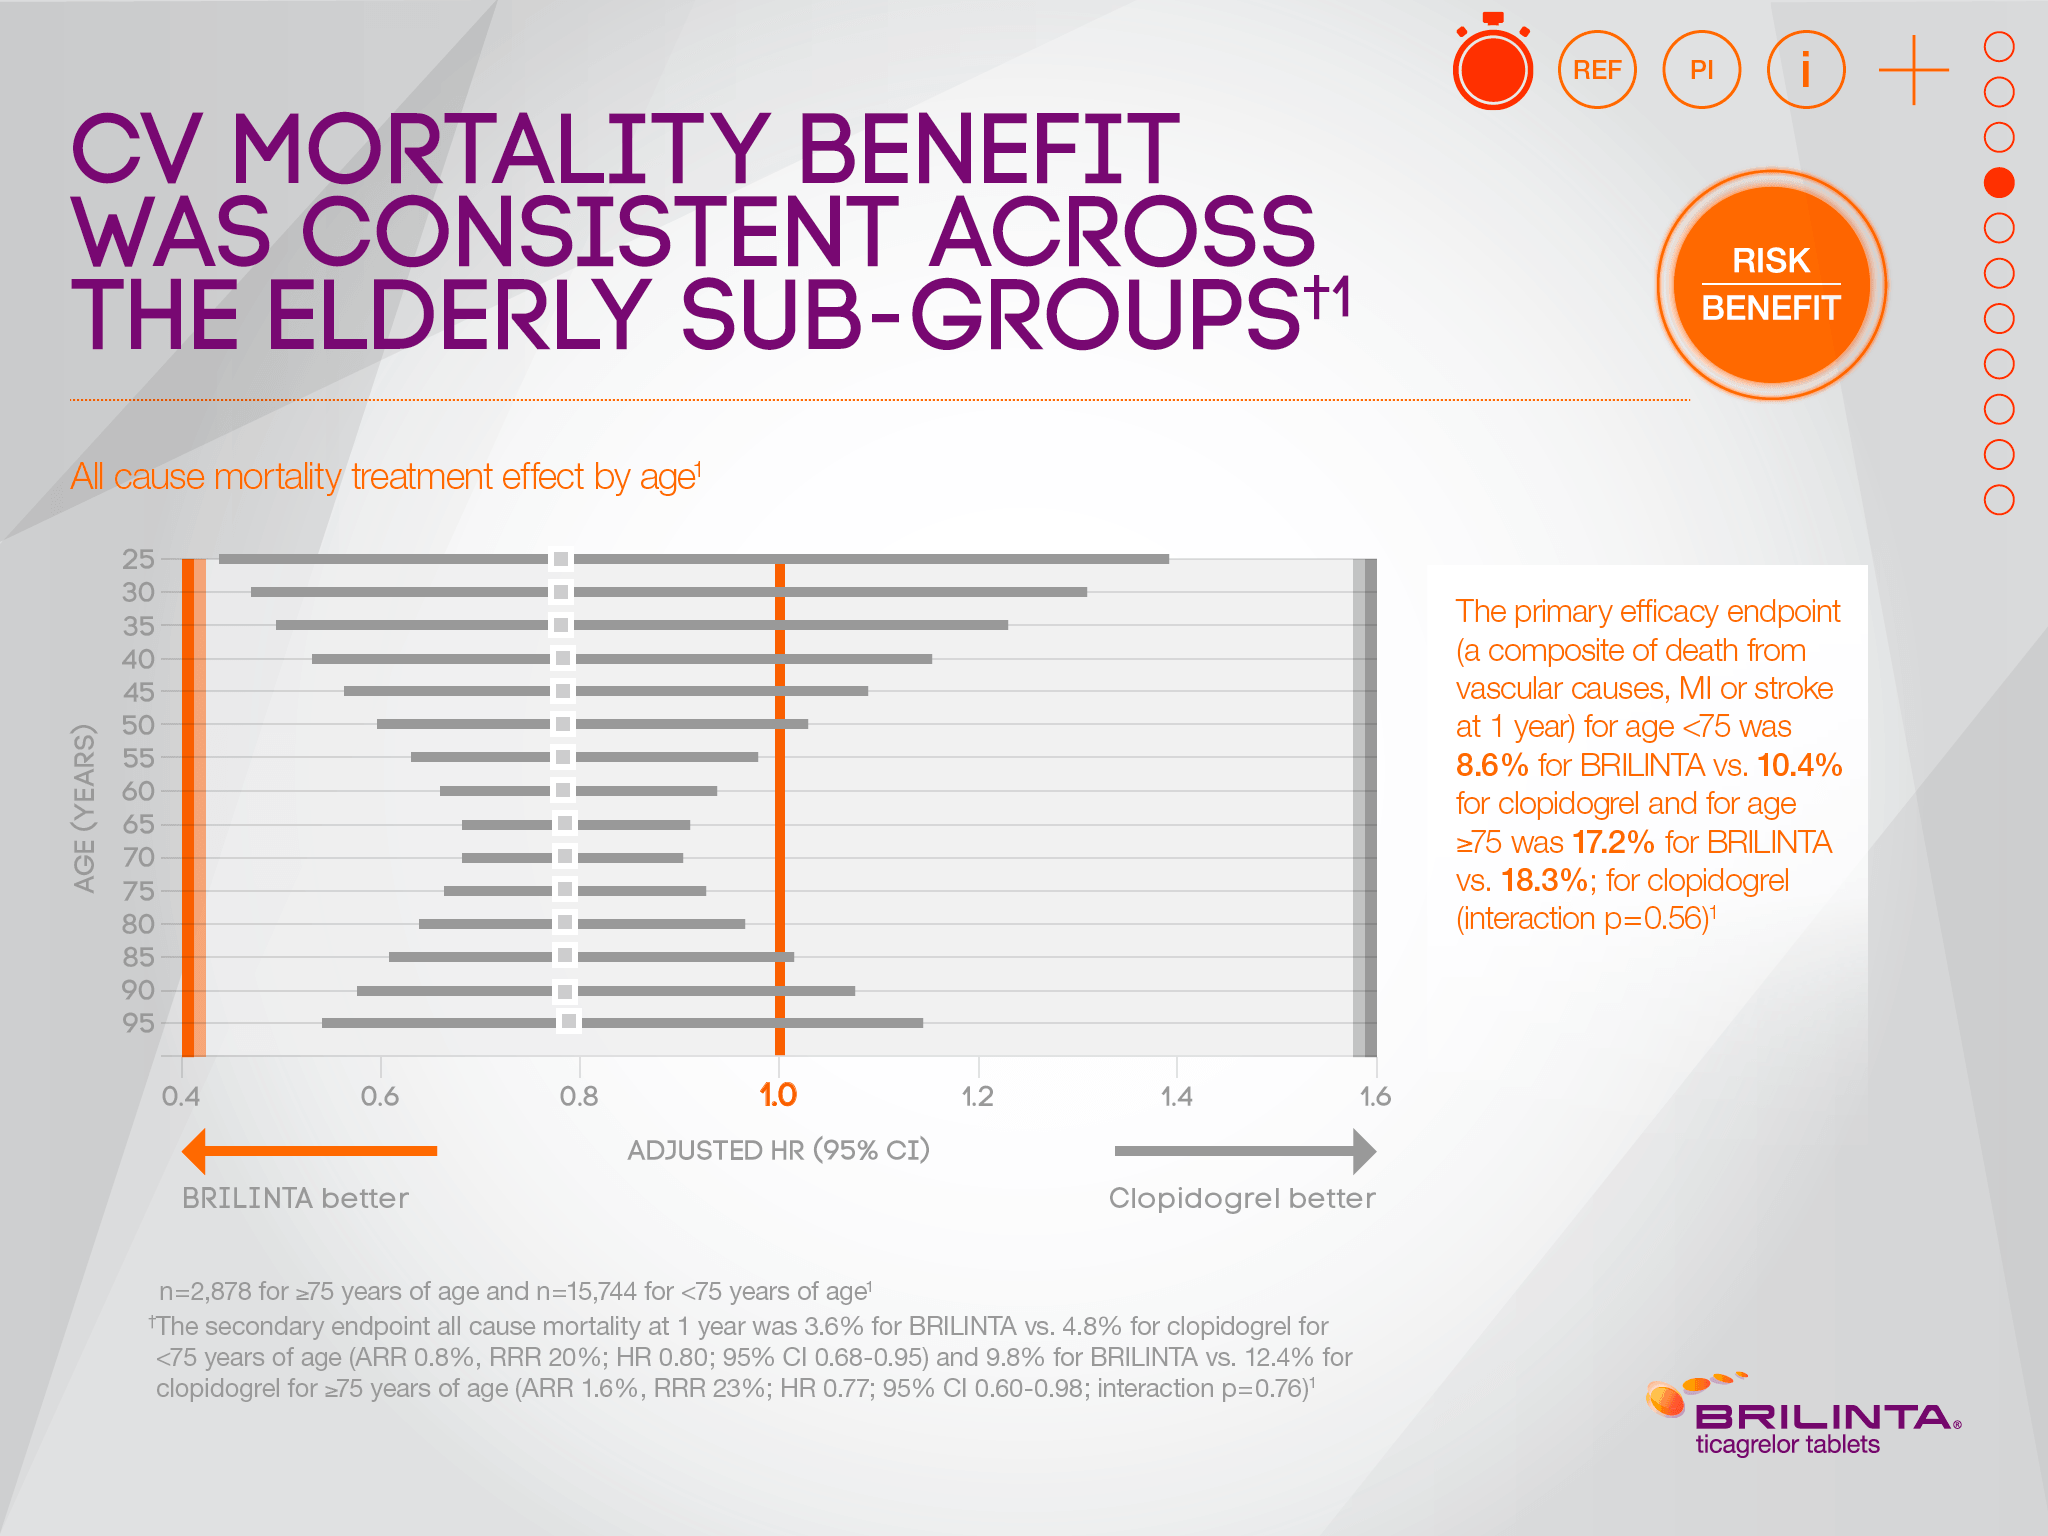 REF
PI
i
CV MORTALITY BENEFIT
WAS CONSISTENT ACROSS
THE ELDERLY SUB-GROUPS†1
RISK
BENEFIT
All cause mortality treatment effect by age1
AGE (YEARS)
25
30
35
40
45
50
55
60
65
70
75
80
85
90
95
0.4 0.6 0.8 1.0 1.2 1.4 1.6
ADJUSTED HR (95% CI)
BRILINTA better
Clopidogrel better
The primary efficacy endpoint
(a composite of death from
vascular causes, MI or stroke
at 1 year) for age <75 was
8.6% for BRILINTA vs. 10.4%
for clopidogrel and for age
≥75 was 17.2% for BRILINTA
vs. 18.3%; for clopidogrel
(interaction p=0.56)1
n=2,878 for ≥75 years of age and n=15,744 for <75 years of age1
†The secondary endpoint all cause mortality at 1 year was 3.6% for BRILINTA vs. 4.8% for clopidogrel for
<75 years of age (ARR 0.8%, RRR 20%; HR 0.80; 95% CI 0.68-0.95) and 9.8% for BRILINTA vs. 12.4% for
clopidogrel for ≥75 years of age (ARR 1.6%, RRR 23%; HR 0.77; 95% CI 0.60-0.98; interaction p=0.76)1
BRILINTA®
ticagrelor tablets